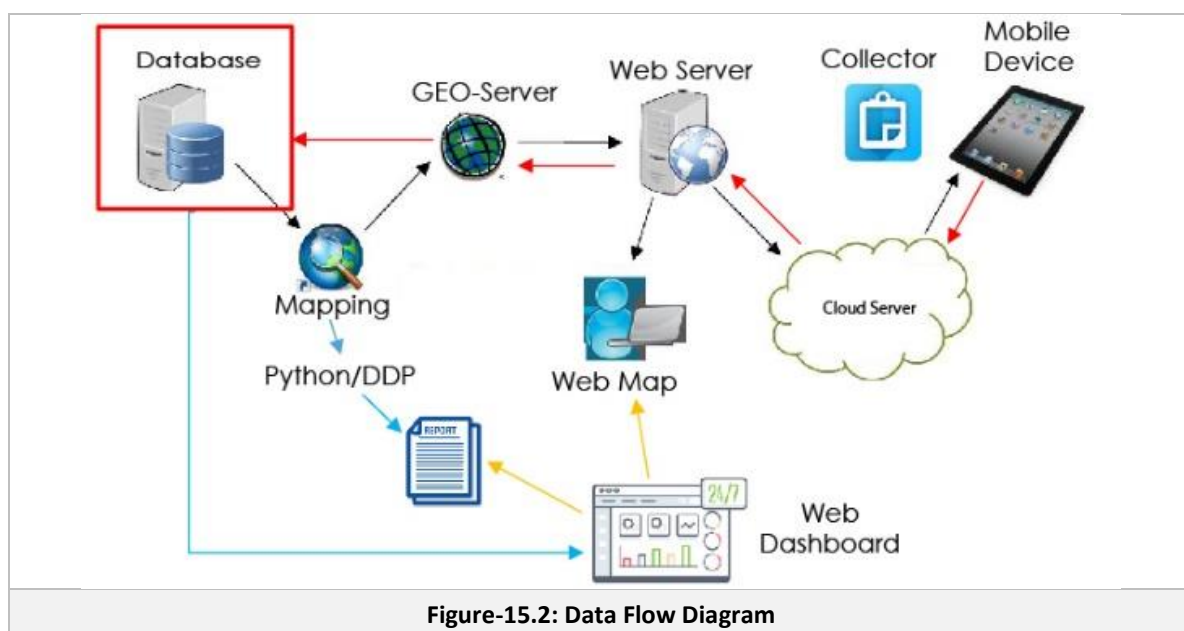 Database
GEO-Server
Web Server
Collector
Mobile
Device
Mapping
Cloud Server
Python/DDP
Web Map
REPORT
24/7
Web
Dashboard
Figure-15.2: Data Flow Diagram